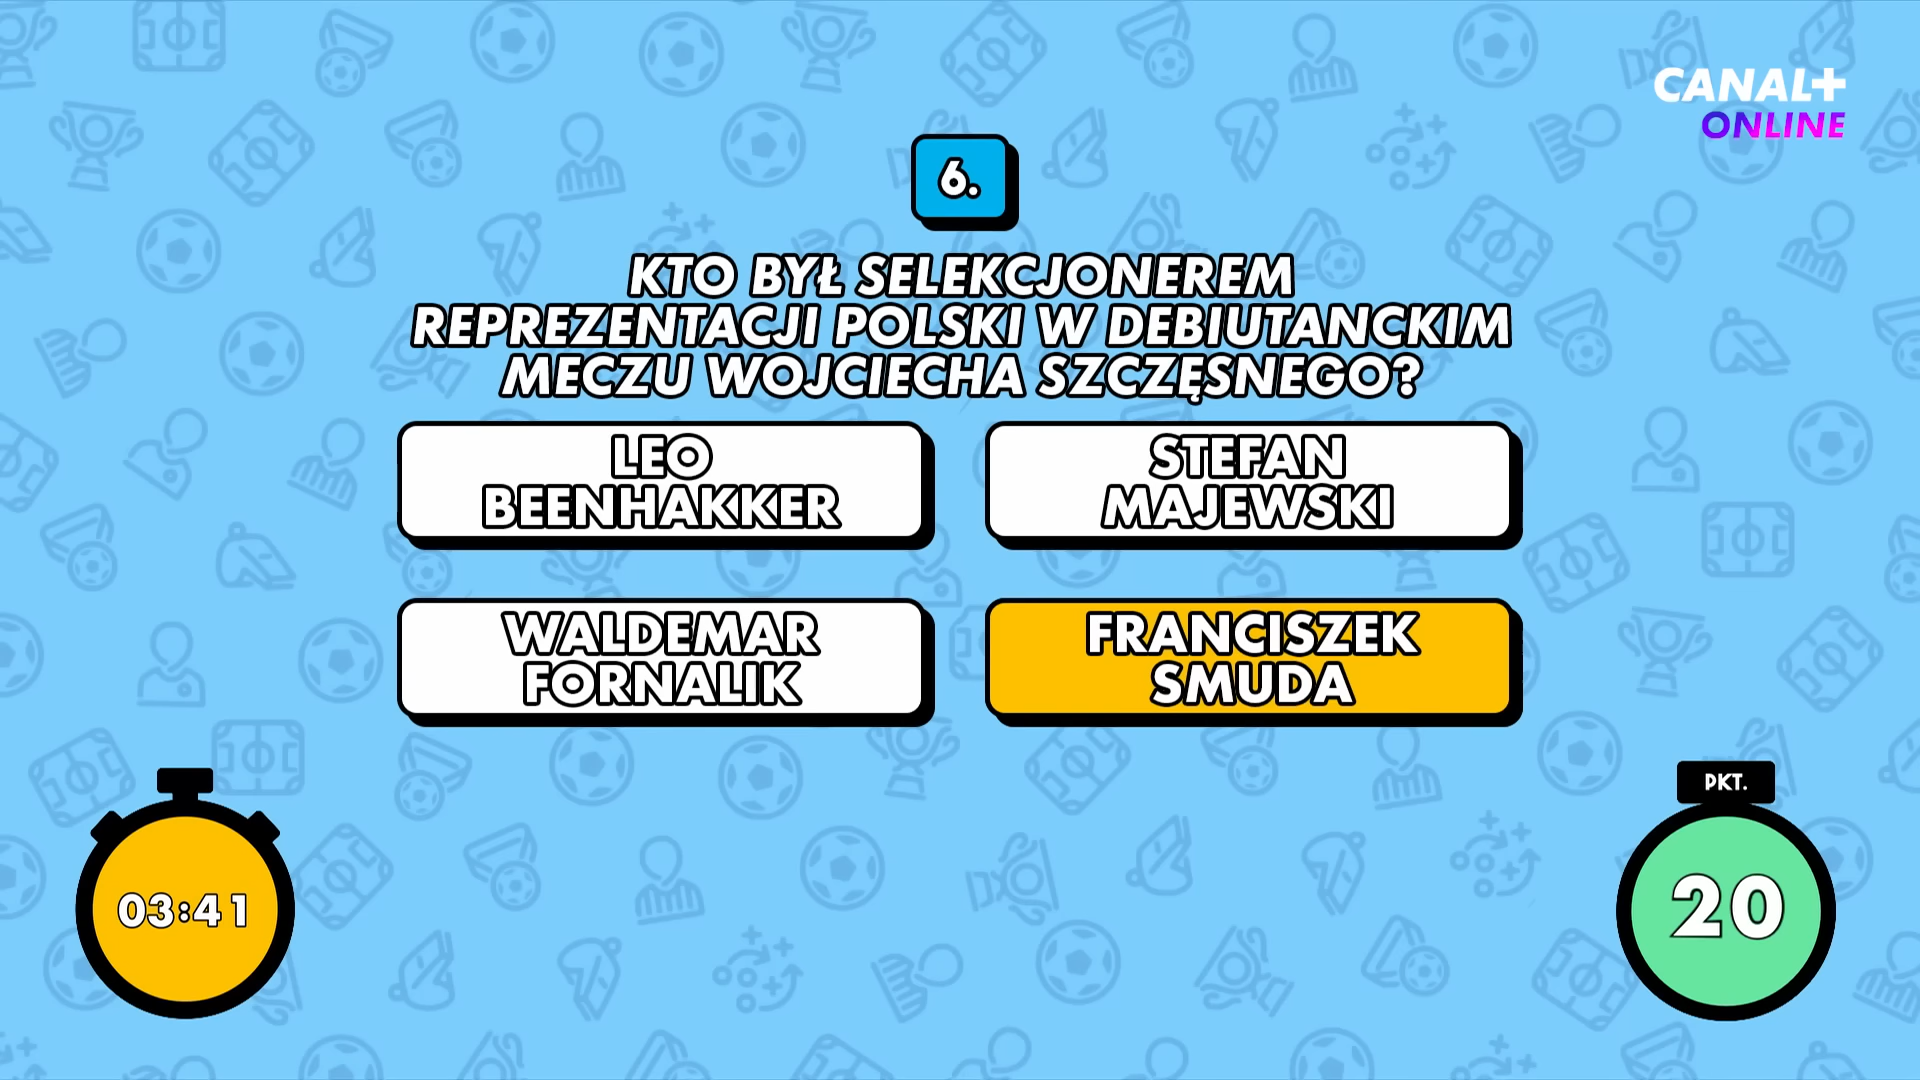 CANAL+
ONLINE
6.
KTO BYŁ SELEKCJONEREM
REPREZENTACJI POLSKI W DEBIUTANCKIM
MECZU WOJCIECHA SZCZĘSNEGO?
LEO
BEENHAKKER
STEFAN
MAJEWSKI
WALDEMAR
FORNALIK
FRANCISZEK
SMUDA
03:41
PKT.
20